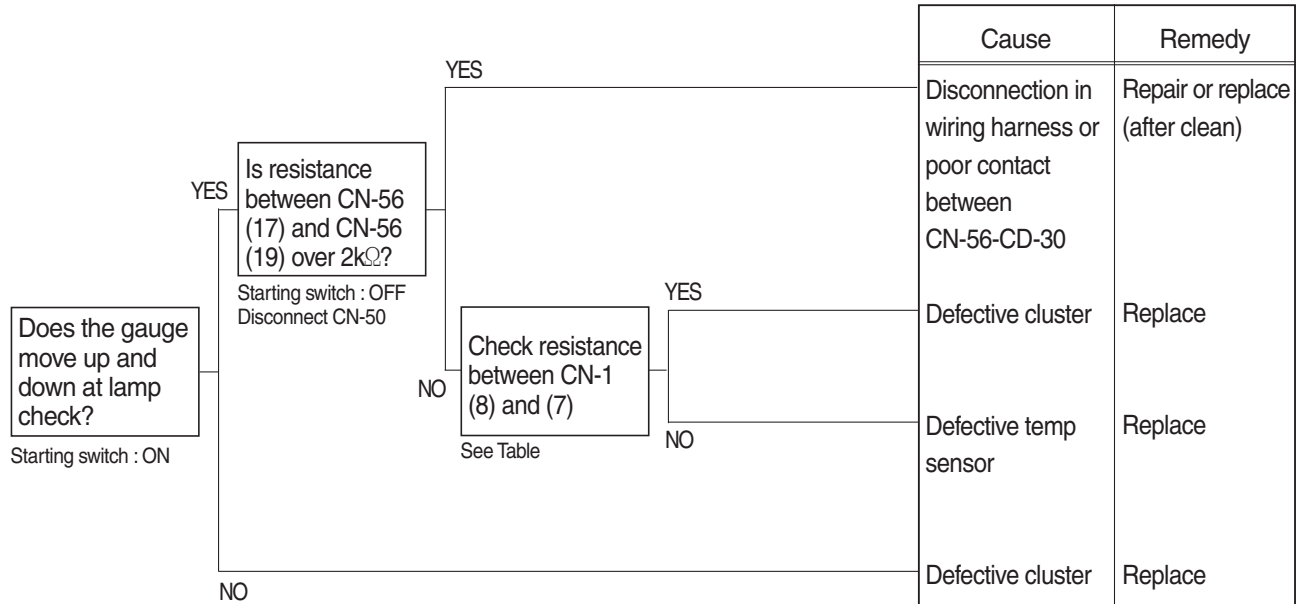 Cause
Remedy
YES
Disconnection in
wiring harness or
poor contact
between
CN-56-CD-30
Repair or replace
(after clean)
YES
Is resistance
between CN-56
(17) and CN-56
(19) over 2kΩ?
Starting switch : OFF
Disconnect CN-50
Does the gauge
move up and
down at lamp
check?
Starting switch : ON
NO
Check resistance
between CN-1
(8) and (7)
See Table
YES
Defective cluster
Replace
NO
Defective temp
sensor
Replace
NO
Defective cluster
Replace